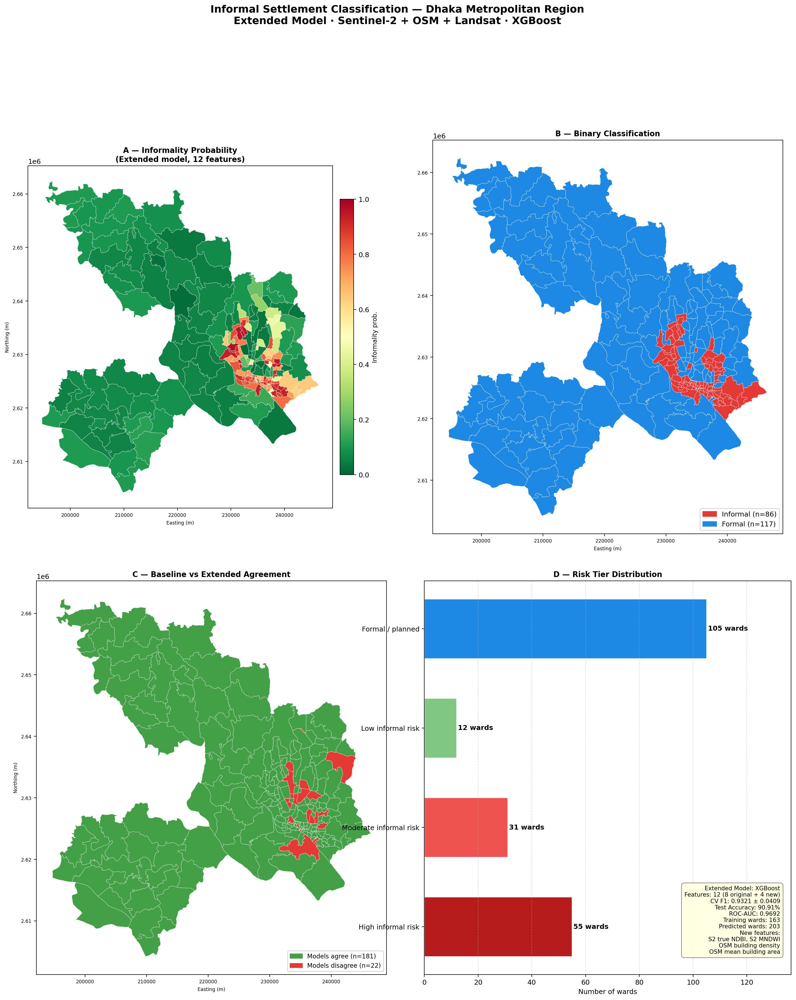 Informal Settlement Classification — Dhaka Metropolitan Region
Extended Model · Sentinel-2 + OSM + Landsat · XGBoost
A — Informality Probability
(Extended model, 12 features)
1e6
2.66
2.65
2.64
2.63
2.62
2.61
Northing (m)
200000
210000
220000
230000
240000
Easting (m)
1.0
0.8
0.6
0.4
0.2
0.0
Informality prob.
B — Binary Classification
1e6
2.66
2.65
2.64
2.63
2.62
2.61
Informal (n=86)
Formal (n=117)
200000
210000
220000
230000
240000
Easting (m)
C — Baseline vs Extended Agreement
1e6
2.66
2.65
2.64
2.63
2.62
2.61
Northing (m)
Models agree (n=181)
Models disagree (n=22)
200000
210000
220000
230000
240000
Easting (m)
D — Risk Tier Distribution
Formal / planned
105 wards
Low informal risk
12 wards
Moderate informal risk
31 wards
High informal risk
55 wards
Extended Model: XGBoost
Features: 12 (8 original + 4 new)
CV F1: 0.9321 ± 0.0409
Test Accuracy: 90.91%
ROC-AUC: 0.9692
Training wards: 163
Predicted wards: 203
New features:
S2 true NDBI, S2 MNDWI
OSM building density
OSM mean building area
0
20
40
60
80
100
120
Number of wards